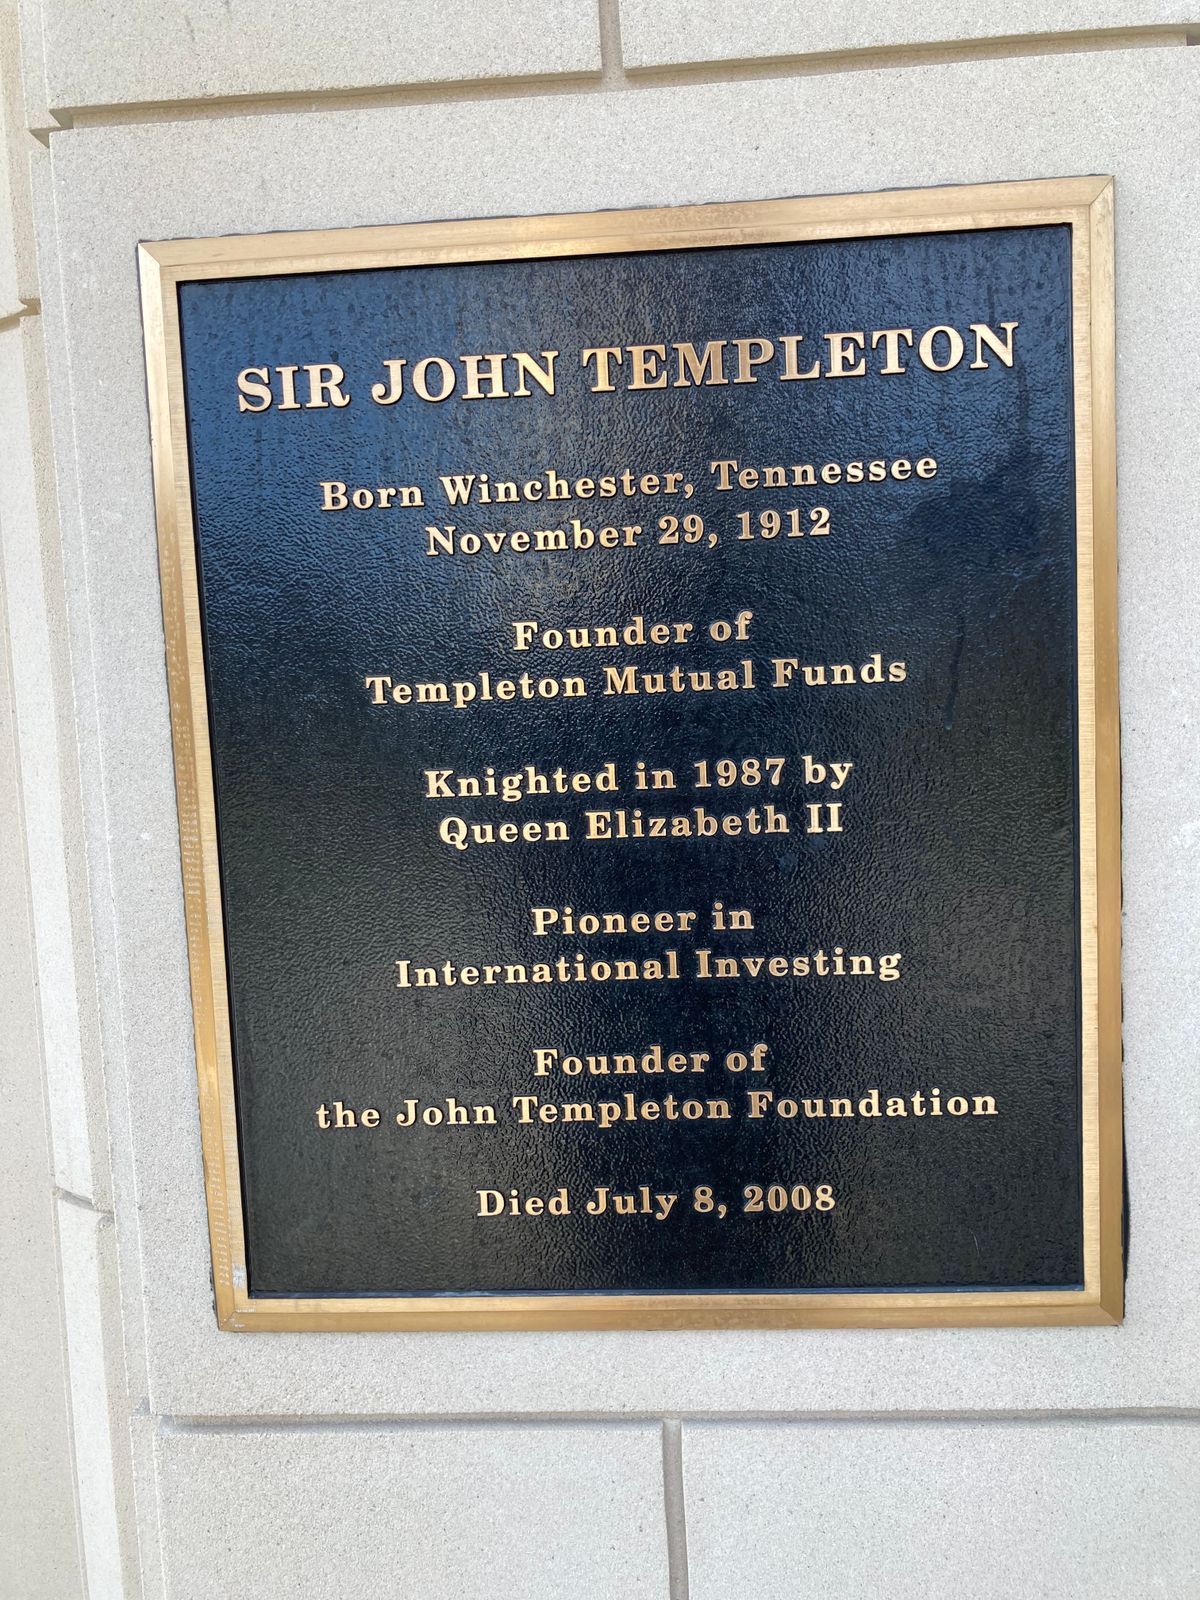 SIR JOHN TEMPLETON
Born Winchester, Tennessee
November 29, 1912
Founder of
Templeton Mutual Funds
Knighted in 1987 by
Queen Elizabeth II
Pioneer in
International Investing
Founder of
the John Templeton Foundation
Died July 8, 2008